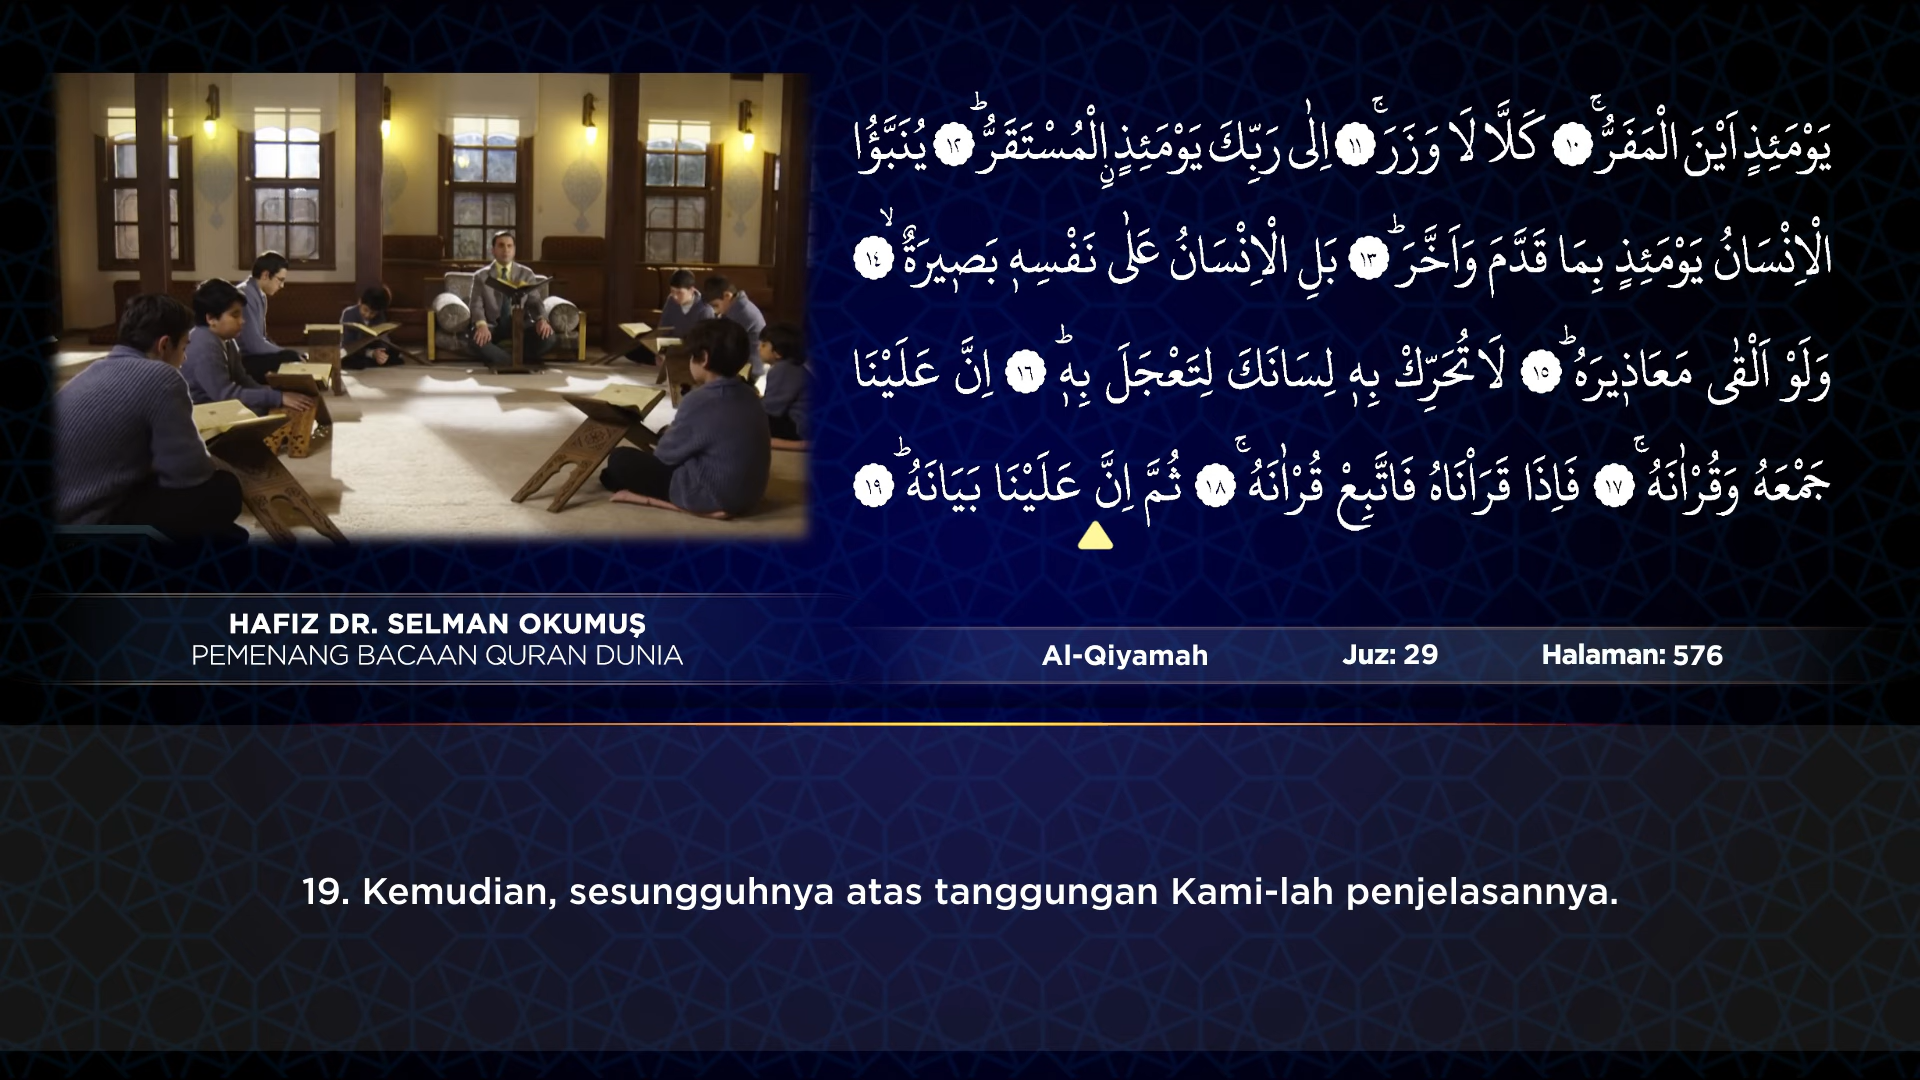 يَوْمَئِذٍ اَيْنَ الْمَفَرُّۚ ﴿١٠﴾ كَلَّا لَا وَزَرَۚ ﴿١١﴾ اِلٰى رَبِّكَ يَوْمَئِذٍۨ الْمُسْتَقَرُّۜ ﴿١٢﴾ يُنَبَّؤُا
الْاِنْسَانُ يَوْمَئِذٍ بِمَا قَدَّمَ وَاَخَّرَۜ ﴿١٣﴾ بَلِ الْاِنْسَانُ عَلٰى نَفْسِه۪ بَص۪يرَةٌۙ ﴿١٤﴾
وَلَوْ اَلْقٰى مَعَاذ۪يرَهُۜ ﴿١٥﴾ لَا تُحَرِّكْ بِه۪ لِسَانَكَ لِتَعْجَلَ بِه۪ۜ ﴿١٦﴾ اِنَّ عَلَيْنَا
جَمْعَهُ وَقُرْاٰنَهُۚ ﴿١٧﴾ فَاِذَا قَرَاْنَاهُ فَاتَّبِعْ قُرْاٰنَهُۚ ﴿١٨﴾ ثُمَّ اِنَّ عَلَيْنَا بَيَانَهُۜ ﴿١٩﴾
HAFIZ DR. SELMAN OKUMUŞ
PEMENANG BACAAN QURAN DUNIA
Al-Qiyamah Juz: 29 Halaman: 576
19. Kemudian, sesungguhnya atas tanggungan Kami-lah penjelasannya.